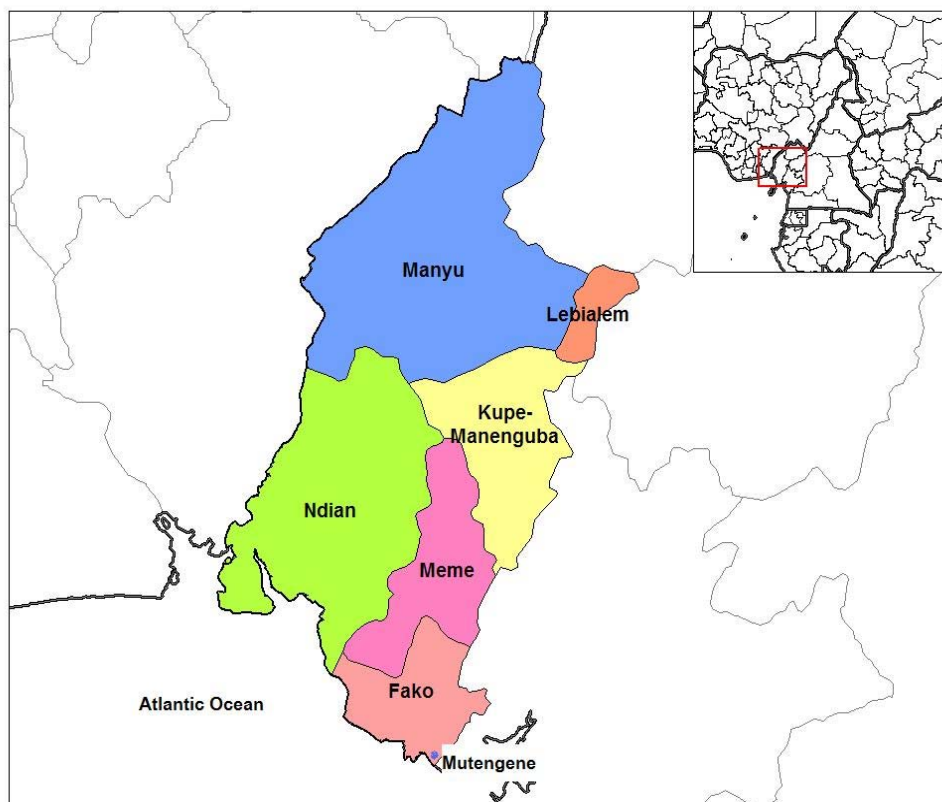 Manyu
Lebialem
Kupe-
Manenguba
Ndian
Meme
Fako
Atlantic Ocean
Mutengene